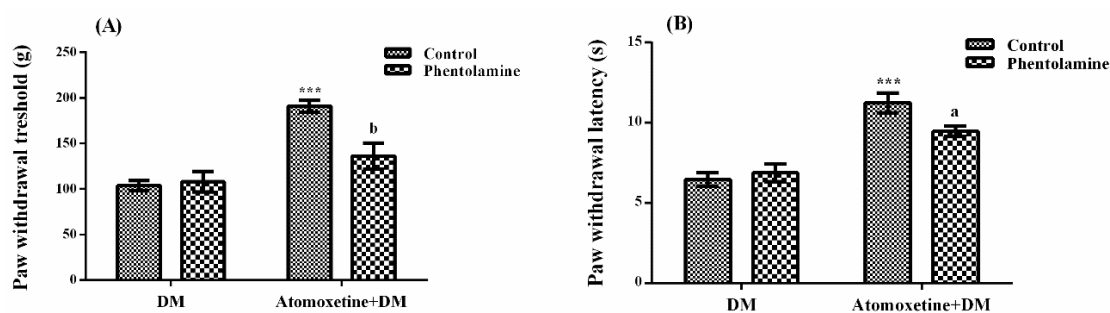 (A)
Paw withdrawal treshold (g)
250
200
150
100
50
0
Control
Phentolamine
***
b
DM
Atomoxetine+DM
(B)
Paw withdrawal latency (s)
15
10
5
0
Control
Phentolamine
***
a
DM
Atomoxetine+DM